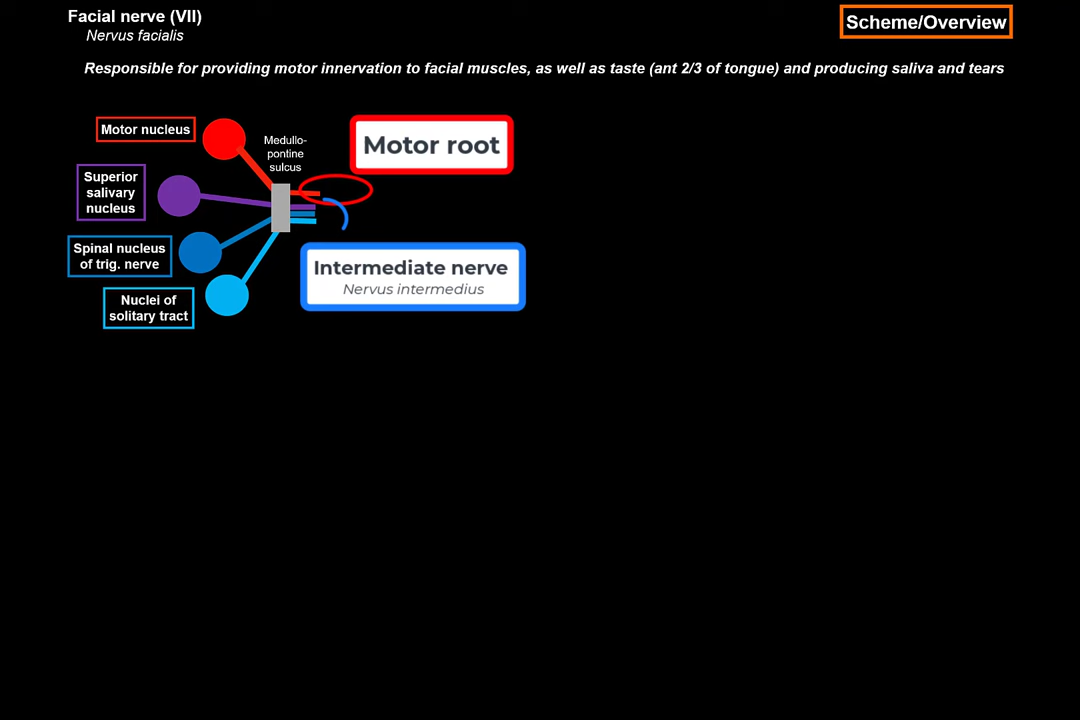 Facial nerve (VII)
Nervus facialis
Scheme/Overview
Responsible for providing motor innervation to facial muscles, as well as taste (ant 2/3 of tongue) and producing saliva and tears
Motor nucleus
Medullo-
pontine
sulcus
Motor root
Superior
salivary
nucleus
Spinal nucleus
of trig. nerve
Intermediate nerve
Nervus intermedius
Nuclei of
solitary tract